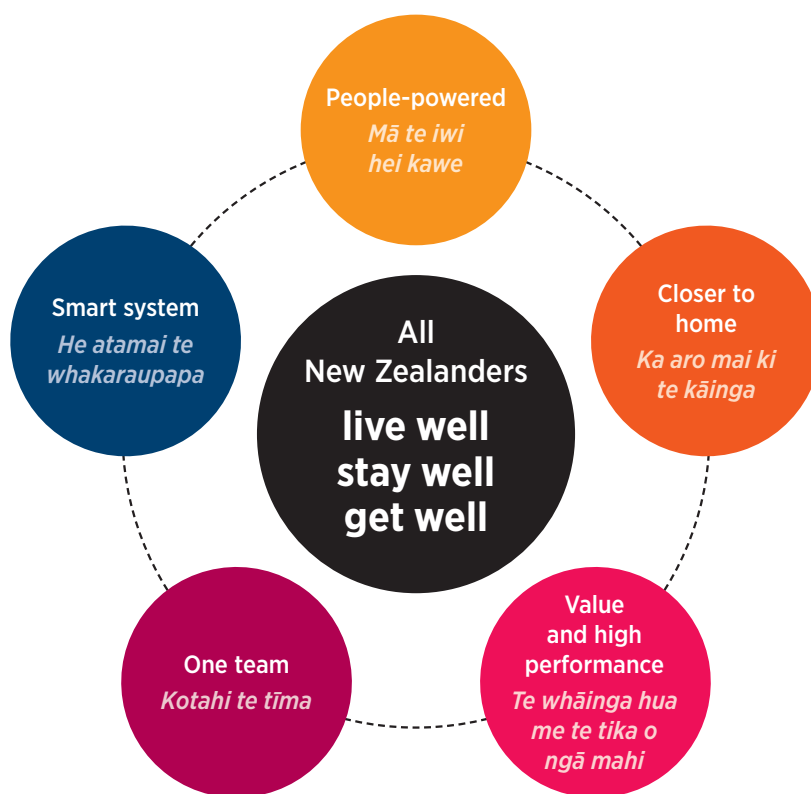 People-powered
Mā te iwi
hei kawe
Smart system
He atamai te
whakaraupapa
Closer to
home
Ka aro mai ki
te kāinga
All
New Zealanders
live well
stay well
get well
One team
Kotahi te tīma
Value
and high
performance
Te whāinga hua
me te tika o
ngā mahi